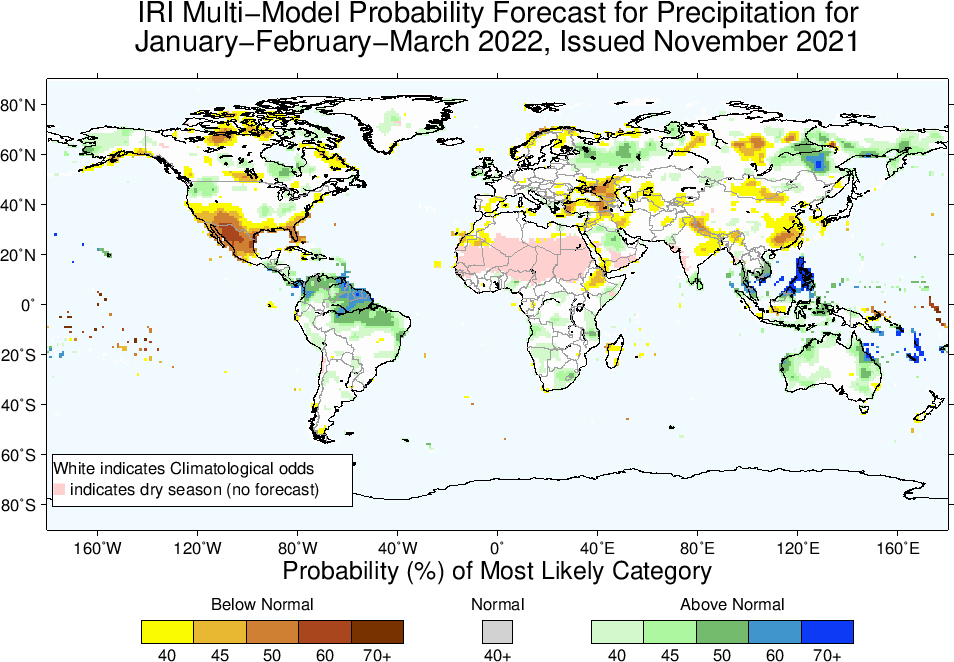 IRI Multi−Model Probability Forecast for Precipitation for
January−February−March 2022, Issued November 2021
80˚N
60˚N
40˚N
20˚N
0˚
20˚S
40˚S
60˚S
80˚S
White indicates Climatological odds
indicates dry season (no forecast)
160˚W 120˚W 80˚W 40˚W 0˚ 40˚E 80˚E 120˚E 160˚E
Probability (%) of Most Likely Category
Below Normal Normal Above Normal
40 45 50 60 70+ 40+ 40 45 50 60 70+